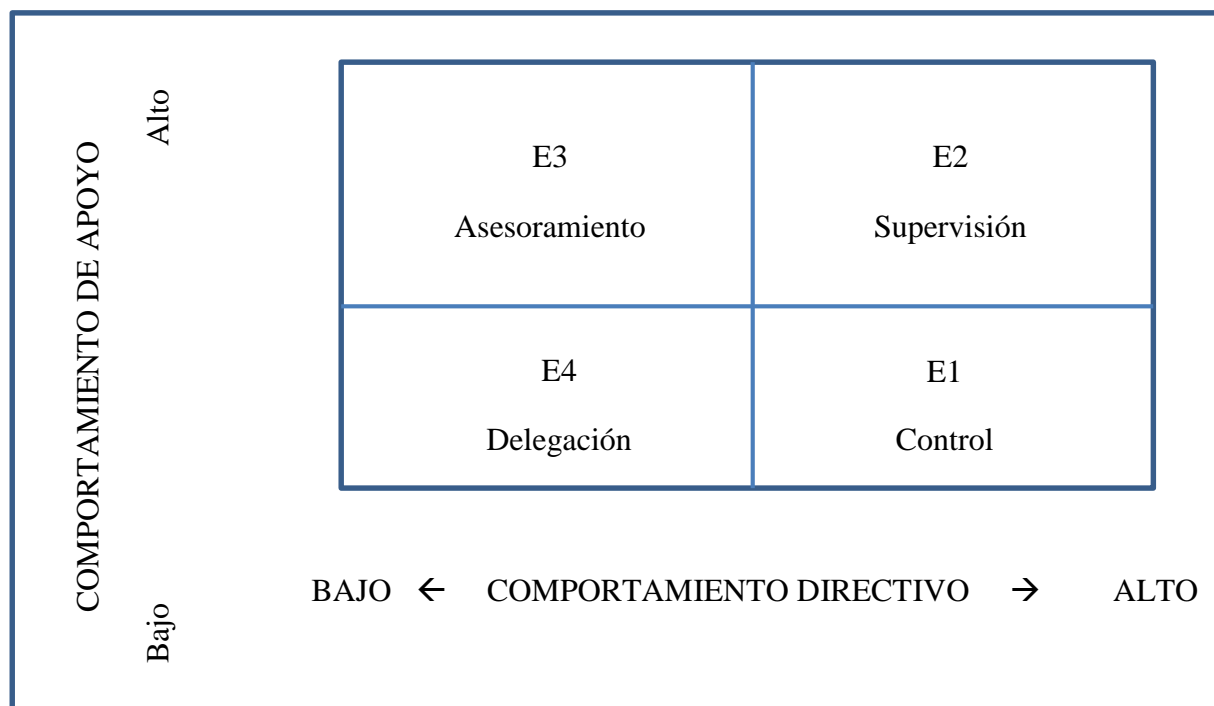 COMPORTAMIENTO DE APOYO
Alto
Bajo
E3
Asesoramiento
E2
Supervisión
E4
Delegación
E1
Control
BAJO ← COMPORTAMIENTO DIRECTIVO → ALTO